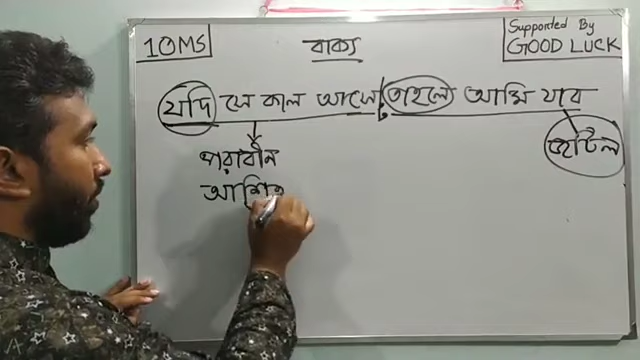 10MS
বাক্য
Supported By
GOOD LUCK
যদি সে কাল আসে, তাহলে আমি যাব
জটিল
পরাধীন
আশ্রিত